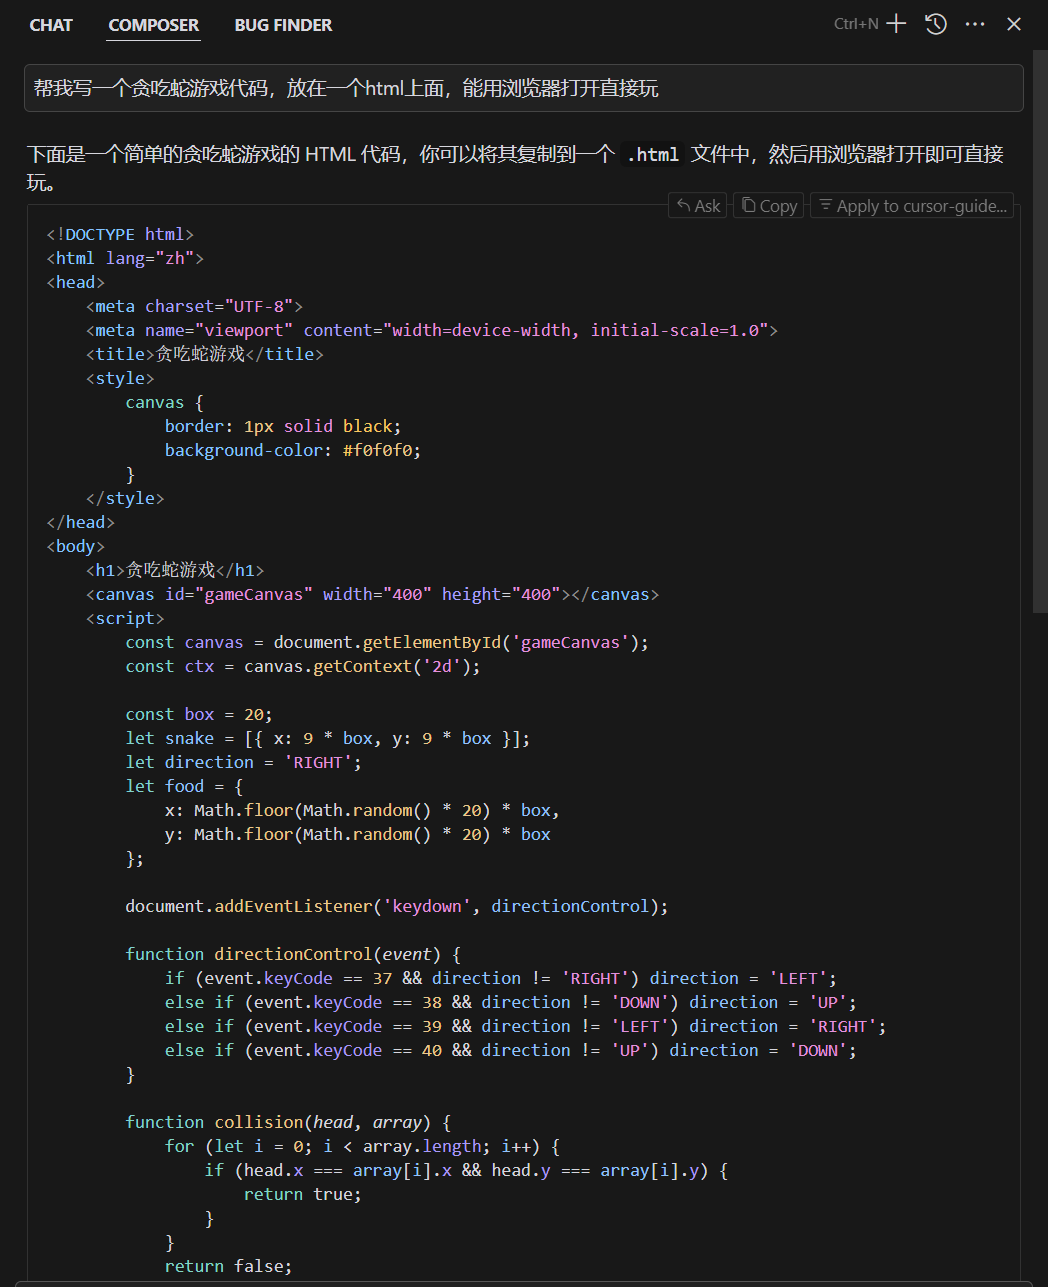 CHAT COMPOSER BUG FINDER Ctrl+N
帮我写一个贪吃蛇游戏代码，放在一个html上面，能用浏览器打开直接玩
下面是一个简单的贪吃蛇游戏的 HTML 代码，你可以将其复制到一个 .html 文件中，然后用浏览器打开即可直接
玩。
Ask Copy Apply to cursor-guide...
<!DOCTYPE html>
<html lang="zh">
<head>
    <meta charset="UTF-8">
    <meta name="viewport" content="width=device-width, initial-scale=1.0">
    <title>贪吃蛇游戏</title>
    <style>
        canvas {
            border: 1px solid black;
            background-color: #f0f0f0;
        }
    </style>
</head>
<body>
    <h1>贪吃蛇游戏</h1>
    <canvas id="gameCanvas" width="400" height="400"></canvas>
    <script>
        const canvas = document.getElementById('gameCanvas');
        const ctx = canvas.getContext('2d');

        const box = 20;
        let snake = [{ x: 9 * box, y: 9 * box }];
        let direction = 'RIGHT';
        let food = {
            x: Math.floor(Math.random() * 20) * box,
            y: Math.floor(Math.random() * 20) * box
        };

        document.addEventListener('keydown', directionControl);

        function directionControl(event) {
            if (event.keyCode == 37 && direction != 'RIGHT') direction = 'LEFT';
            else if (event.keyCode == 38 && direction != 'DOWN') direction = 'UP';
            else if (event.keyCode == 39 && direction != 'LEFT') direction = 'RIGHT';
            else if (event.keyCode == 40 && direction != 'UP') direction = 'DOWN';
        }

        function collision(head, array) {
            for (let i = 0; i < array.length; i++) {
                if (head.x === array[i].x && head.y === array[i].y) {
                    return true;
                }
            }
            return false;